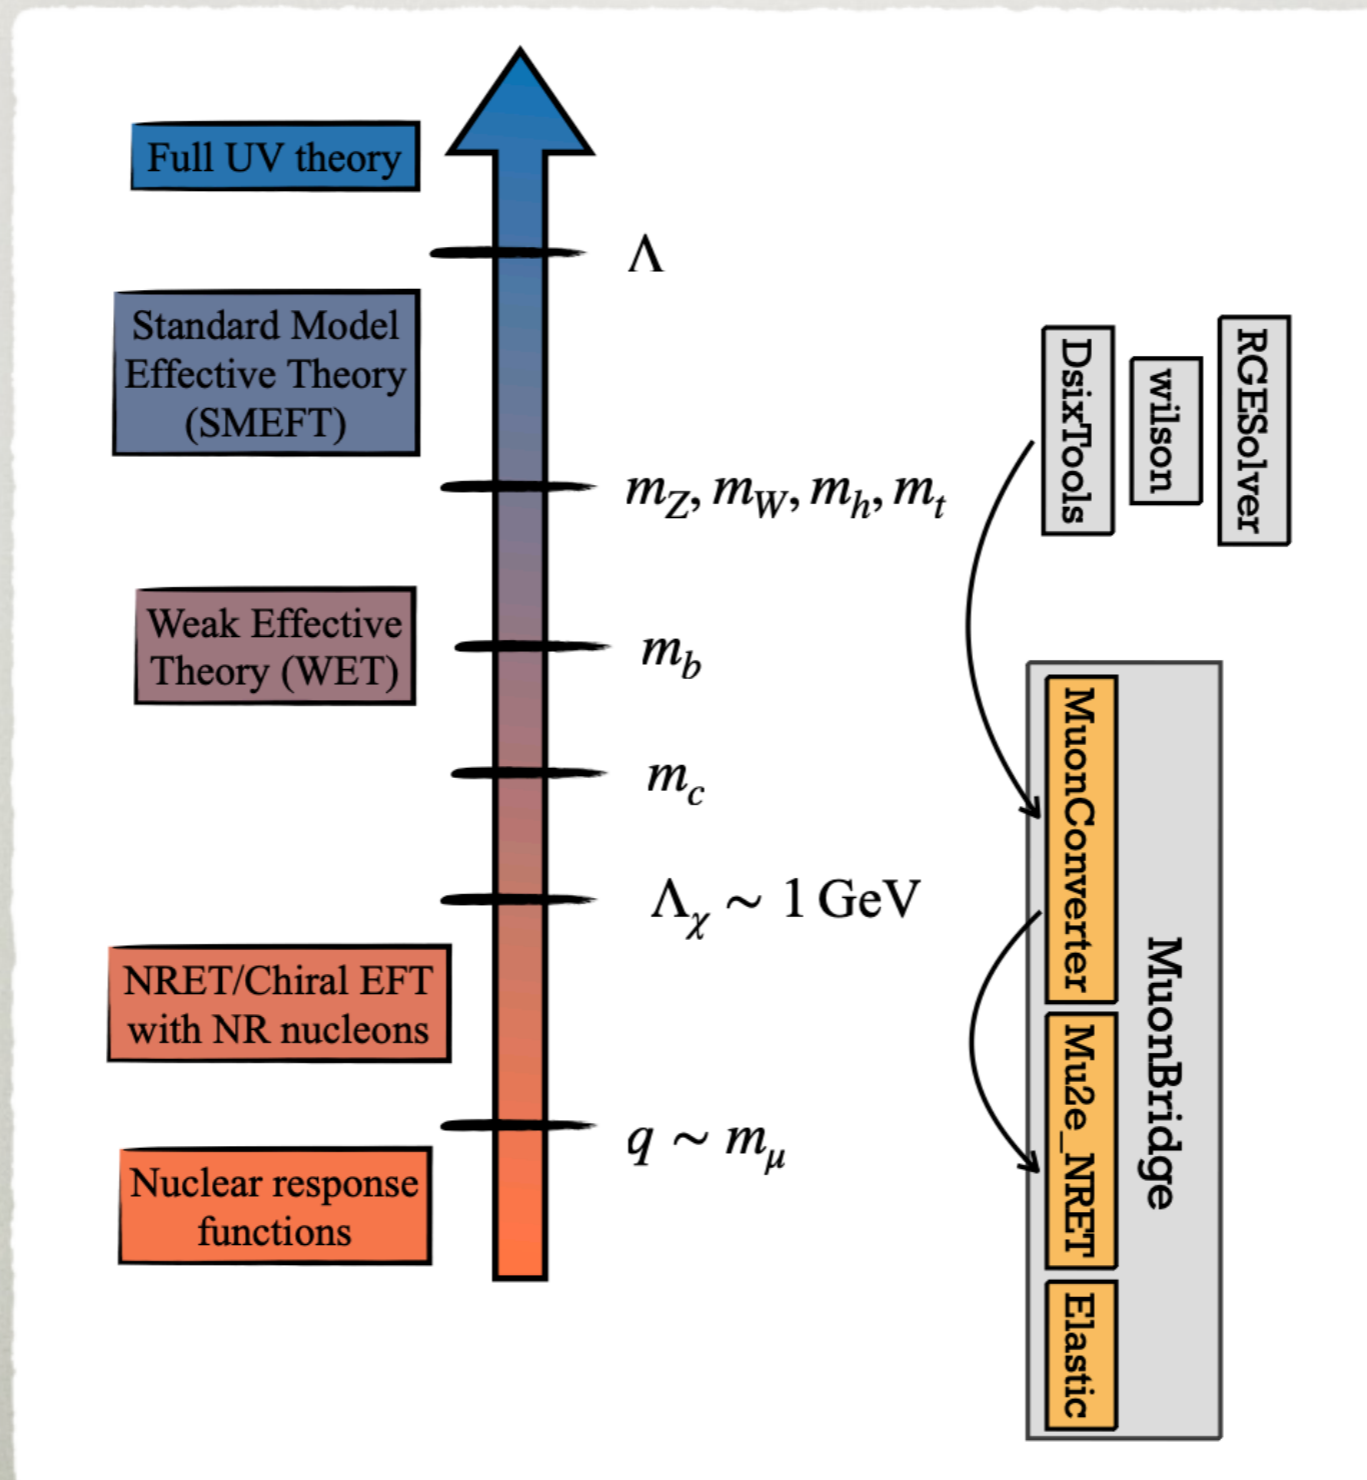 Full UV theory
Λ
Standard Model
Effective Theory
(SMEFT)
m_Z, m_W, m_h, m_t
Weak Effective
Theory (WET)
m_b
m_c
Λ_χ ~ 1 GeV
NRET/Chiral EFT
with NR nucleons
q ~ m_μ
Nuclear response
functions
DsixTools
wilson
RGESolver
MuonConverter
Mu2e_NRET
Elastic
MuonBridge